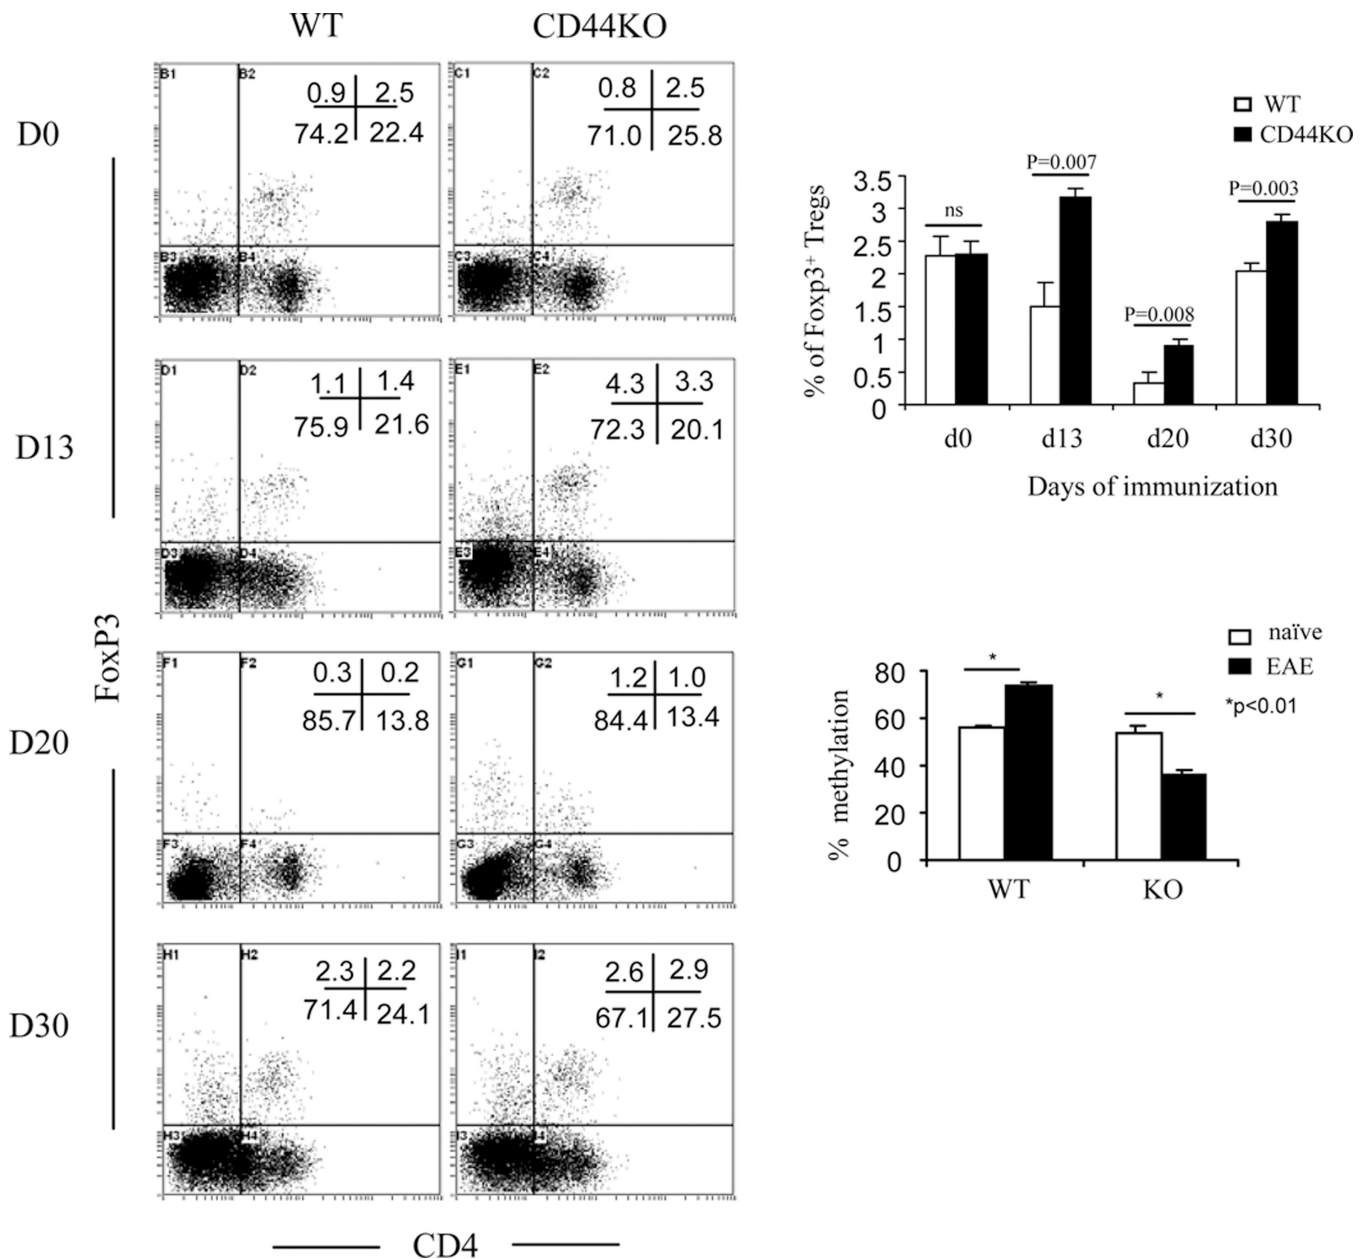 WT
CD44KO
D0
B1
B2
0.9 2.5
74.2 22.4
B3
B4
C1
C2
0.8 2.5
71.0 25.8
C3
C4
D13
D1
D2
1.1 1.4
75.9 21.6
D3
D4
E1
E2
4.3 3.3
72.3 20.1
E3
E4
FoxP3
D20
F1
F2
0.3 0.2
85.7 13.8
F3
F4
G1
G2
1.2 1.0
84.4 13.4
G3
G4
D30
H1
H2
2.3 2.2
71.4 24.1
H3
H4
I1
I2
2.6 2.9
67.1 27.5
I3
I4
CD4
WT
CD44KO
% of Foxp3⁺ Tregs
3.5
3
2.5
2
1.5
1
0.5
0
ns
P=0.007
P=0.008
P=0.003
d0 d13 d20 d30
Days of immunization
naïve
EAE
*p<0.01
% methylation
80
60
40
20
0
*
*
WT KO